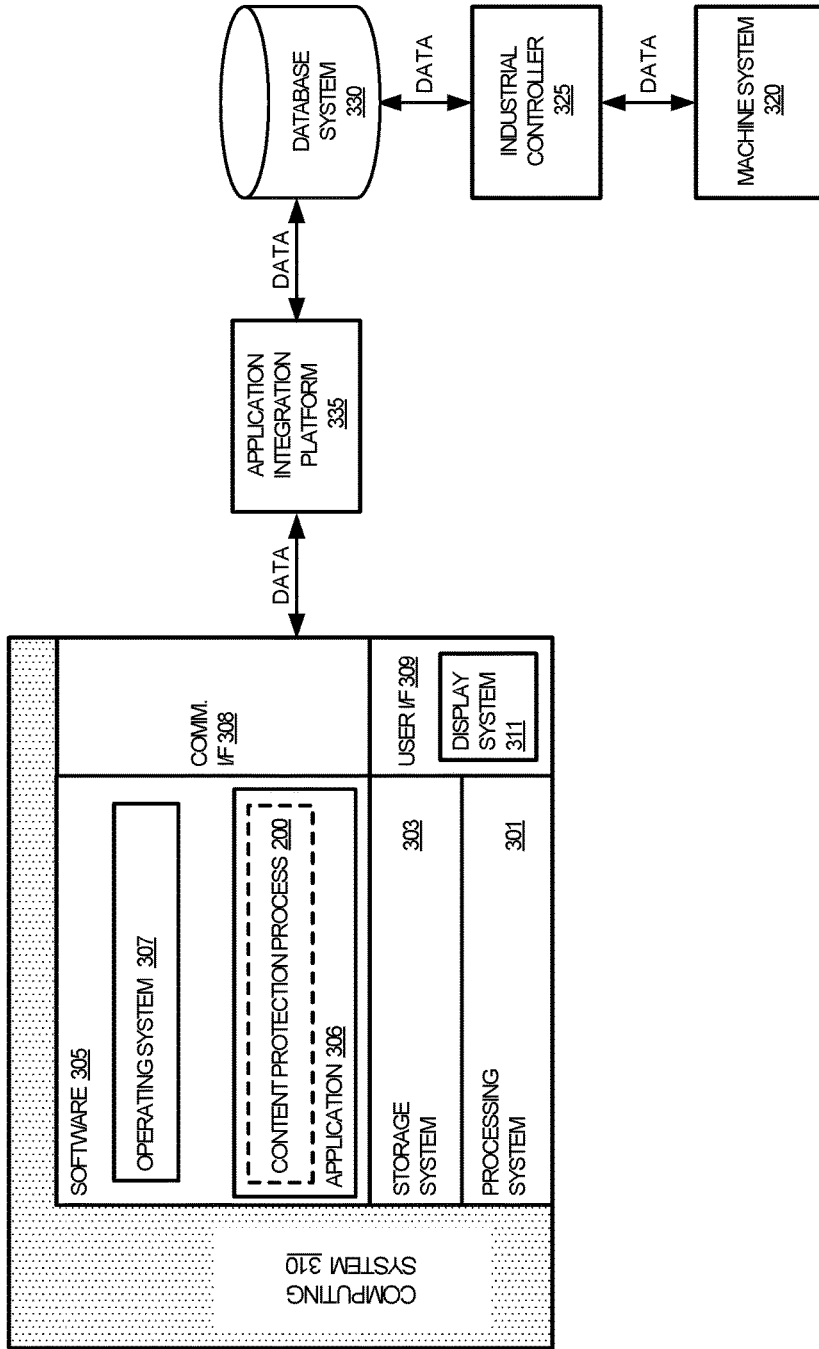 COMPUTING
SYSTEM 310
SOFTWARE 305
OPERATING SYSTEM 307
CONTENT PROTECTION PROCESS 200
APPLICATION 306
STORAGE
SYSTEM
303
PROCESSING
SYSTEM
301
COMM.
I/F 308
USER I/F 309
DISPLAY
SYSTEM
311
DATA
APPLICATION
INTEGRATION
PLATFORM
335
DATA
DATABASE
SYSTEM
330
DATA
INDUSTRIAL
CONTROLLER
325
DATA
MACHINE SYSTEM
320